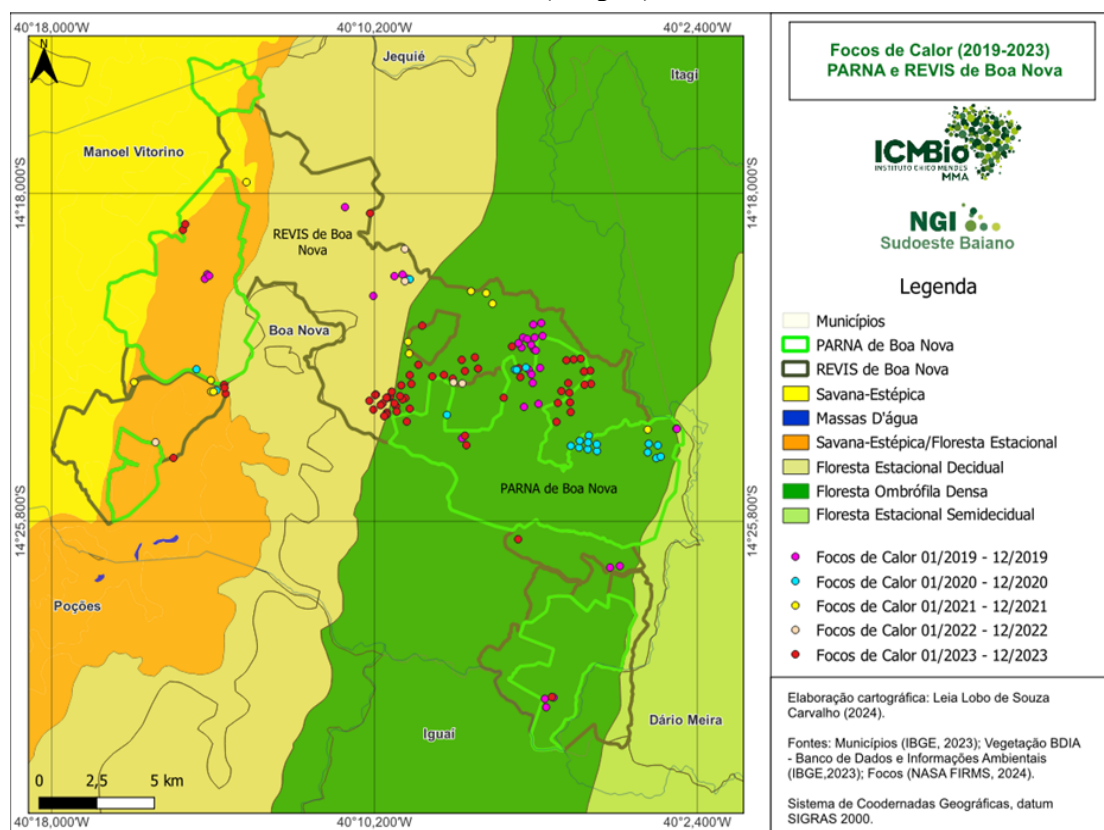 40°18,000'W
40°10,200'W
40°2,400'W
N
Jequié
Itagi
Manoel Vitorino
14°18,000'S
14°18,000'S
REVIS de Boa
Nova
Boa Nova
PARNA de Boa Nova
14°25,800'S
14°25,800'S
Poções
Iguaí
Dário Meira
0 2,5 5 km
40°18,000'W
40°10,200'W
40°2,400'W
Focos de Calor (2019-2023)
PARNA e REVIS de Boa Nova
ICMBio
INSTITUTO CHICO MENDES
MMA
NGI
Sudoeste Baiano
Legenda
Municípios
PARNA de Boa Nova
REVIS de Boa Nova
Savana-Estépica
Massas D'água
Savana-Estépica/Floresta Estacional
Floresta Estacional Decidual
Floresta Ombrófila Densa
Floresta Estacional Semidecidual
Focos de Calor 01/2019 - 12/2019
Focos de Calor 01/2020 - 12/2020
Focos de Calor 01/2021 - 12/2021
Focos de Calor 01/2022 - 12/2022
Focos de Calor 01/2023 - 12/2023
Elaboração cartográfica: Leia Lobo de Souza
Carvalho (2024).
Fontes: Municípios (IBGE, 2023); Vegetação BDIA
- Banco de Dados e Informações Ambientais
(IBGE,2023); Focos (NASA FIRMS, 2024).
Sistema de Coodernadas Geográficas, datum
SIGRAS 2000.